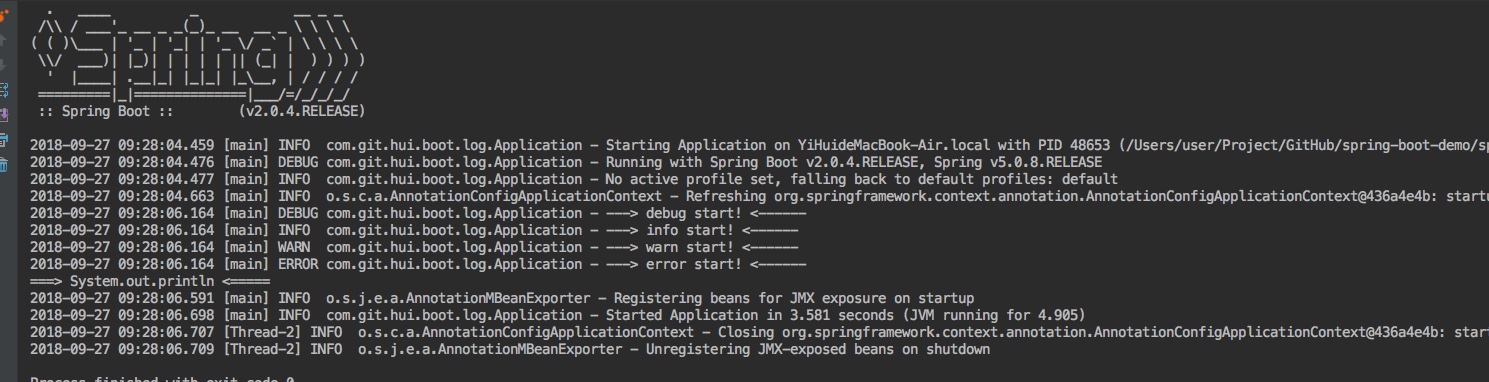 .   ____          _            __ _ _
 /\\ / ___'_ __ _ _(_)_ __  __ _ \ \ \ \
( ( )\___ | '_ | '_| | '_ \/ _` | \ \ \ \
 \\/  ___)| |_)| | | | | || (_| |  ) ) ) )
  '  |____| .__|_| |_|_| |_\__, | / / / /
 =========|_|==============|___/=/_/_/_/
 :: Spring Boot ::        (v2.0.4.RELEASE)
2018-09-27 09:28:04.459 [main] INFO  com.git.hui.boot.log.Application - Starting Application on YiHuideMacBook-Air.local with PID 48653 (/Users/user/Project/GitHub/spring-boot-demo/sp
2018-09-27 09:28:04.476 [main] DEBUG com.git.hui.boot.log.Application - Running with Spring Boot v2.0.4.RELEASE, Spring v5.0.8.RELEASE
2018-09-27 09:28:04.477 [main] INFO  com.git.hui.boot.log.Application - No active profile set, falling back to default profiles: default
2018-09-27 09:28:04.663 [main] INFO  o.s.c.a.AnnotationConfigApplicationContext - Refreshing org.springframework.context.annotation.AnnotationConfigApplicationContext@436a4e4b: startu
2018-09-27 09:28:06.164 [main] DEBUG com.git.hui.boot.log.Application - ---> debug start! <------
2018-09-27 09:28:06.164 [main] INFO  com.git.hui.boot.log.Application - ---> info start! <------
2018-09-27 09:28:06.164 [main] WARN  com.git.hui.boot.log.Application - ---> warn start! <------
2018-09-27 09:28:06.164 [main] ERROR com.git.hui.boot.log.Application - ---> error start! <------
===> System.out.println <=====
2018-09-27 09:28:06.591 [main] INFO  o.s.j.e.a.AnnotationMBeanExporter - Registering beans for JMX exposure on startup
2018-09-27 09:28:06.698 [main] INFO  com.git.hui.boot.log.Application - Started Application in 3.581 seconds (JVM running for 4.905)
2018-09-27 09:28:06.707 [Thread-2] INFO  o.s.c.a.AnnotationConfigApplicationContext - Closing org.springframework.context.annotation.AnnotationConfigApplicationContext@436a4e4b: start
2018-09-27 09:28:06.709 [Thread-2] INFO  o.s.j.e.a.AnnotationMBeanExporter - Unregistering JMX-exposed beans on shutdown
Process finished with exit code 0